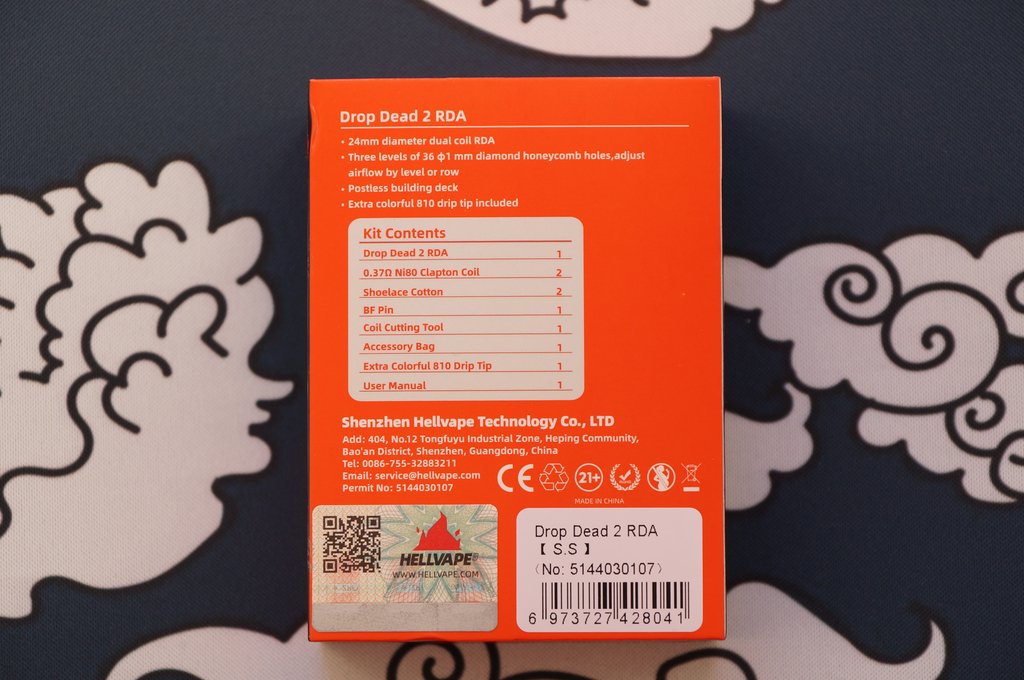 Drop Dead 2 RDA
• 24mm diameter dual coil RDA
• Three levels of 36 ф1 mm diamond honeycomb holes,adjust
airflow by level or row
• Postless building deck
• Extra colorful 810 drip tip included
Kit Contents
Drop Dead 2 RDA 1
0.37Ω Ni80 Clapton Coil 2
Shoelace Cotton 2
BF Pin 1
Coil Cutting Tool 1
Accessory Bag 1
Extra Colorful 810 Drip Tip 1
User Manual 1
Shenzhen Hellvape Technology Co., LTD
Add: 404, No.12 Tongfuyu Industrial Zone, Heping Community,
Bao'an District, Shenzhen, Guangdong, China
Tel: 0086-755-32883211
Email: service@hellvape.com
Permit No: 5144030107
CE 21+
MADE IN CHINA
HELLVAPE®
WWW.HELLVAPE.COM
Drop Dead 2 RDA
【 S.S 】
(No: 5144030107)
6 973727 428041